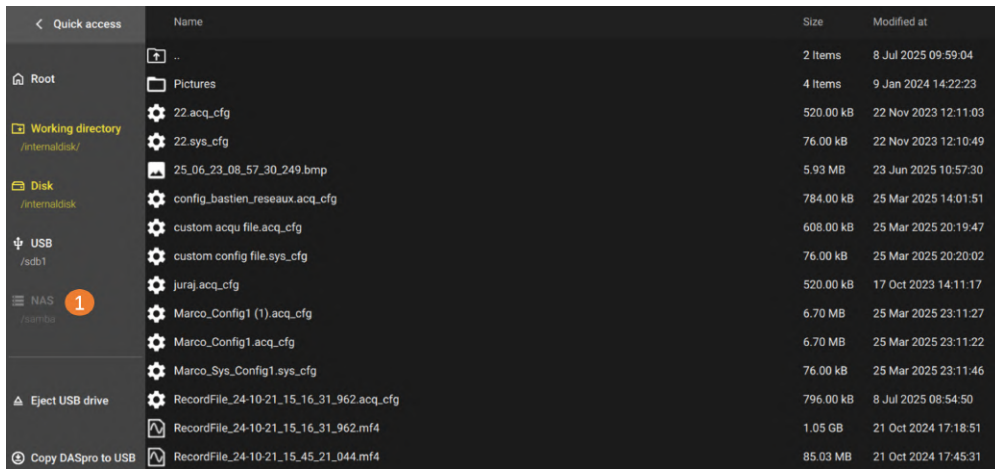 Quick access
Root
Working directory
/internaldisk/
Disk
/internaldisk
USB
/sdb1
NAS
1
/samba
Eject USB drive
Copy DASpro to USB
Name Size Modified at
.. 2 Items 8 Jul 2025 09:59:04
Pictures 4 Items 9 Jan 2024 14:22:23
22.acq_cfg 520.00 kB 22 Nov 2023 12:11:03
22.sys_cfg 76.00 kB 22 Nov 2023 12:10:49
25_06_23_08_57_30_249.bmp 5.93 MB 23 Jun 2025 10:57:30
config_bastien_reseaux.acq_cfg 784.00 kB 25 Mar 2025 14:01:51
custom acqu file.acq_cfg 608.00 kB 25 Mar 2025 20:19:47
custom config file.sys_cfg 76.00 kB 25 Mar 2025 20:20:02
juraj.acq_cfg 520.00 kB 17 Oct 2023 14:11:17
Marco_Config1 (1).acq_cfg 6.70 MB 25 Mar 2025 23:11:27
Marco_Config1.acq_cfg 6.70 MB 25 Mar 2025 23:11:22
Marco_Sys_Config1.sys_cfg 76.00 kB 25 Mar 2025 23:11:46
RecordFile_24-10-21_15_16_31_962.acq_cfg 796.00 kB 8 Jul 2025 08:54:50
RecordFile_24-10-21_15_16_31_962.mf4 1.05 GB 21 Oct 2024 17:18:51
RecordFile_24-10-21_15_45_21_044.mf4 85.03 MB 21 Oct 2024 17:45:31